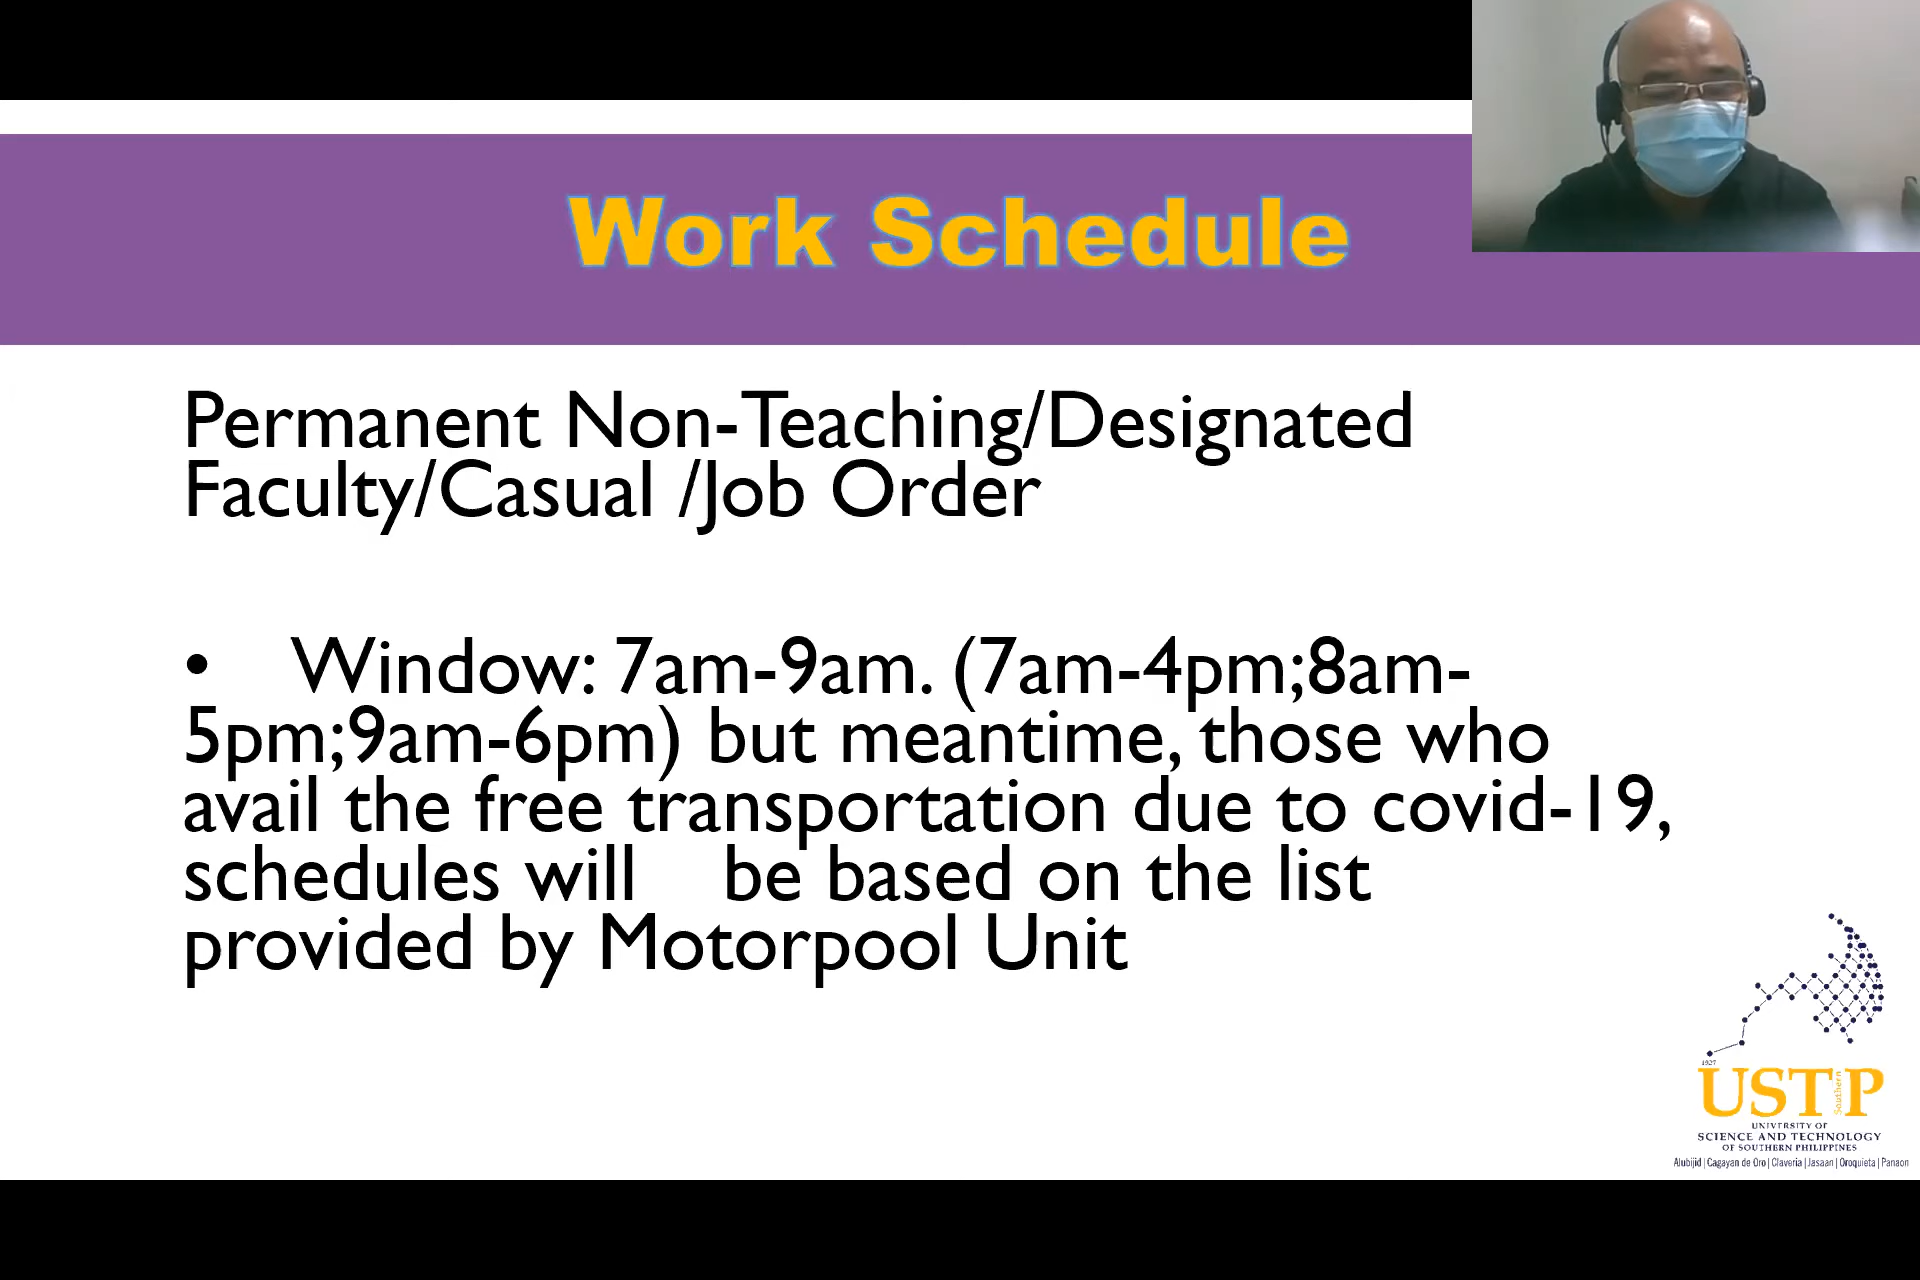 Work Schedule
Permanent Non-Teaching/Designated
Faculty/Casual /Job Order
• Window: 7am-9am. (7am-4pm;8am-
5pm;9am-6pm) but meantime, those who
avail the free transportation due to covid-19,
schedules will be based on the list
provided by Motorpool Unit
1927
USTP
Southern
UNIVERSITY OF
SCIENCE AND TECHNOLOGY
OF SOUTHERN PHILIPPINES
Alubijid | Cagayan de Oro | Claveria | Jasaan | Oroquieta | Panaon